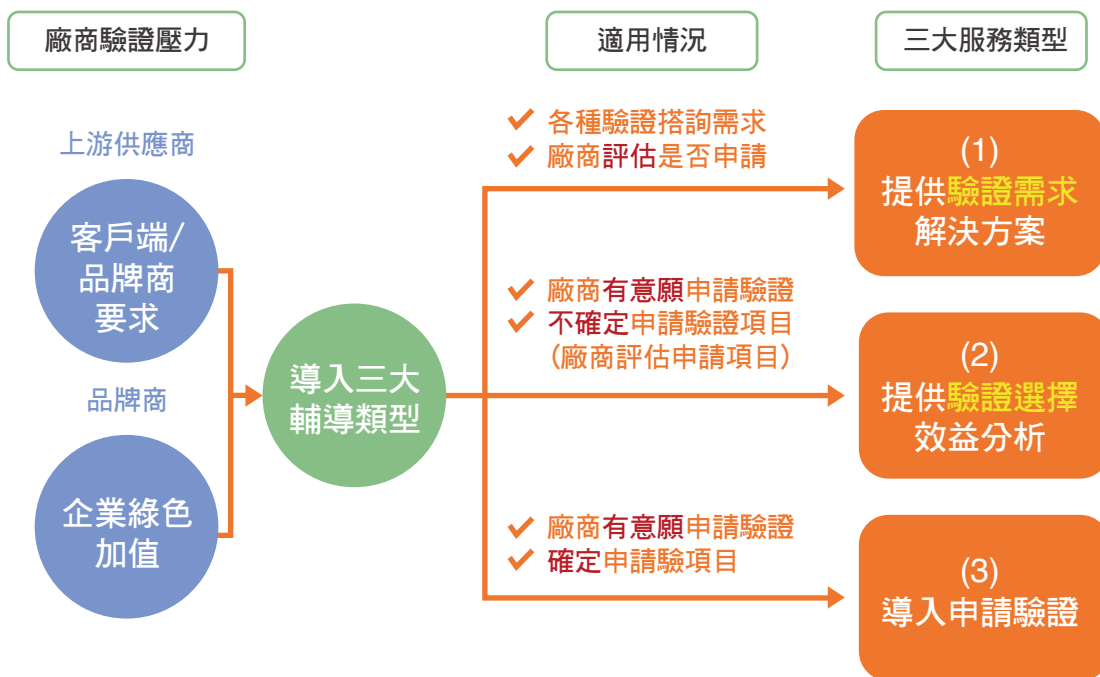 廠商驗證壓力
適用情況
三大服務類型
上游供應商
客戶端/
品牌商
要求
品牌商
企業綠色
加值
導入三大
輔導類型
各種驗證搭詢需求
廠商評估是否申請
(1)
提供驗證需求
解決方案
廠商有意願申請驗證
不確定申請驗證項目
(廠商評估申請項目)
(2)
提供驗證選擇
效益分析
廠商有意願申請驗證
確定申請驗項目
(3)
導入申請驗證